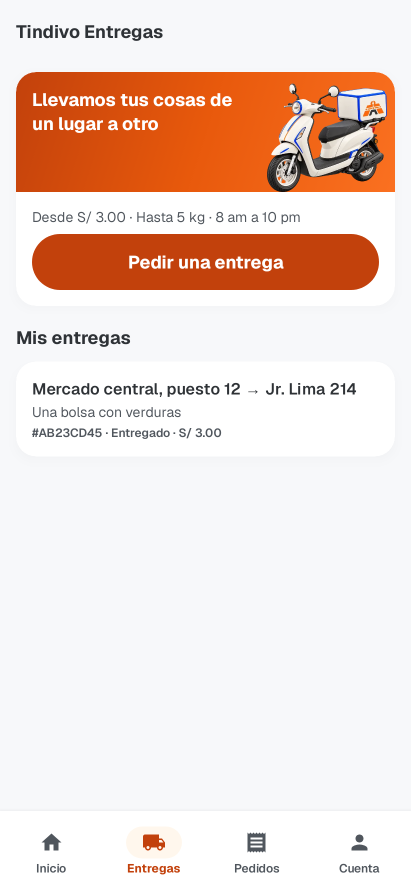 Tindivo Entregas
Llevamos tus cosas de
un lugar a otro
Desde S/ 3.00 · Hasta 5 kg · 8 am a 10 pm
Pedir una entrega
Mis entregas
Mercado central, puesto 12 → Jr. Lima 214
Una bolsa con verduras
#AB23CD45 · Entregado · S/ 3.00
Inicio
Entregas
Pedidos
Cuenta